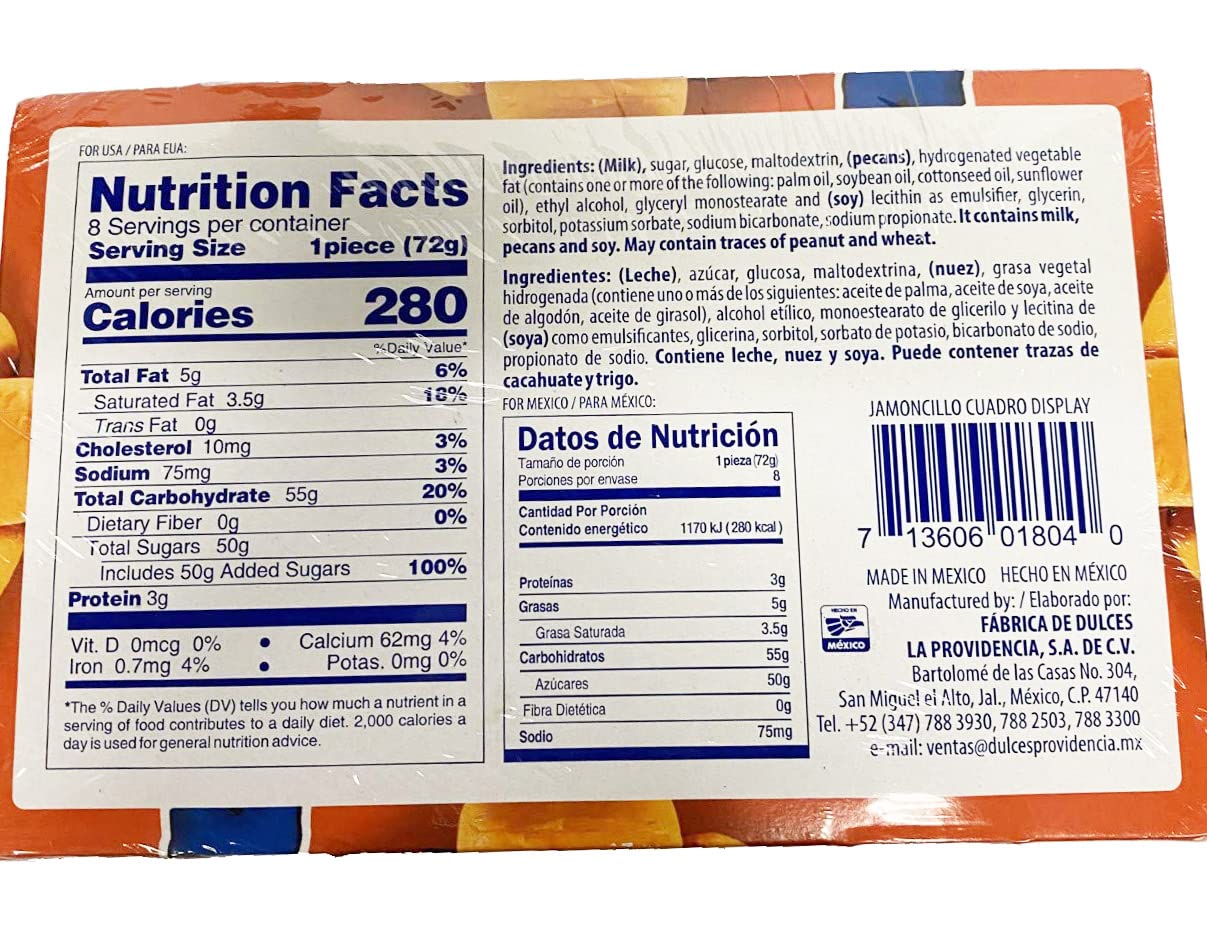 FOR USA / PARA EUA:
Nutrition Facts
8 Servings per container
Serving Size 1piece (72g)
Amount per serving
Calories 280
%Daily Value*
Total Fat 5g 6%
Saturated Fat 3.5g 18%
Trans Fat 0g
Cholesterol 10mg 3%
Sodium 75mg 3%
Total Carbohydrate 55g 20%
Dietary Fiber 0g 0%
Total Sugars 50g
Includes 50g Added Sugars 100%
Protein 3g
Vit. D 0mcg 0% • Calcium 62mg 4%
Iron 0.7mg 4% • Potas. 0mg 0%
*The % Daily Values (DV) tells you how much a nutrient in a
serving of food contributes to a daily diet. 2,000 calories a
day is used for general nutrition advice.
Ingredients: (Milk), sugar, glucose, maltodextrin, (pecans), hydrogenated vegetable
fat (contains one or more of the following: palm oil, soybean oil, cottonseed oil, sunflower
oil), ethyl alcohol, glyceryl monostearate and (soy) lecithin as emulsifier, glycerin,
sorbitol, potassium sorbate, sodium bicarbonate, sodium propionate. It contains milk,
pecans and soy. May contain traces of peanut and wheat.
Ingredientes: (Leche), azúcar, glucosa, maltodextrina, (nuez), grasa vegetal
hidrogenada (contiene uno o más de los siguientes: aceite de palma, aceite de soya, aceite
de algodón, aceite de girasol), alcohol etílico, monoestearato de glicerilo y lecitina de
(soya) como emulsificantes, glicerina, sorbitol, sorbato de potasio, bicarbonato de sodio,
propionato de sodio. Contiene leche, nuez y soya. Puede contener trazas de
cacahuate y trigo.
FOR MEXICO / PARA MÉXICO:
Datos de Nutrición
Tamaño de porción 1 pieza (72g)
Porciones por envase 8
Cantidad Por Porción
Contenido energético 1170 kJ ( 280 kcal )
Proteínas 3g
Grasas 5g
Grasa Saturada 3.5g
Carbohidratos 55g
Azúcares 50g
Fibra Dietética 0g
Sodio 75mg
JAMONCILLO CUADRO DISPLAY
7 13606 01804 0
MADE IN MEXICO HECHO EN MÉXICO
HECHO EN
MÉXICO
Manufactured by: / Elaborado por:
FÁBRICA DE DULCES
LA PROVIDENCIA, S.A. DE C.V.
Bartolomé de las Casas No. 304,
San Miguel el Alto, Jal., México, C.P. 47140
Tel. +52 (347) 788 3930, 788 2503, 788 3300
e-mail: ventas@dulcesprovidencia.mx